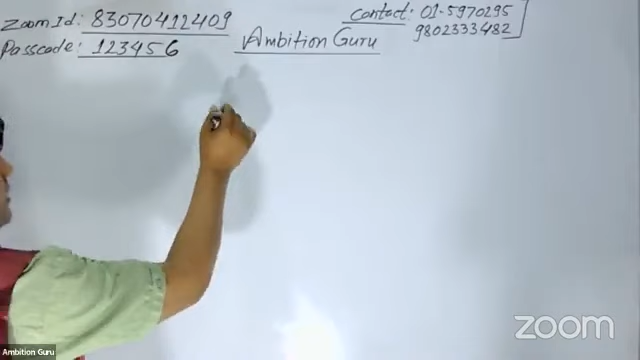 Zoom Id: 83070412409
Passcode: 123456
Ambition Guru
Contact: 01-5970295
9802333482
Ambition Guru
zoom